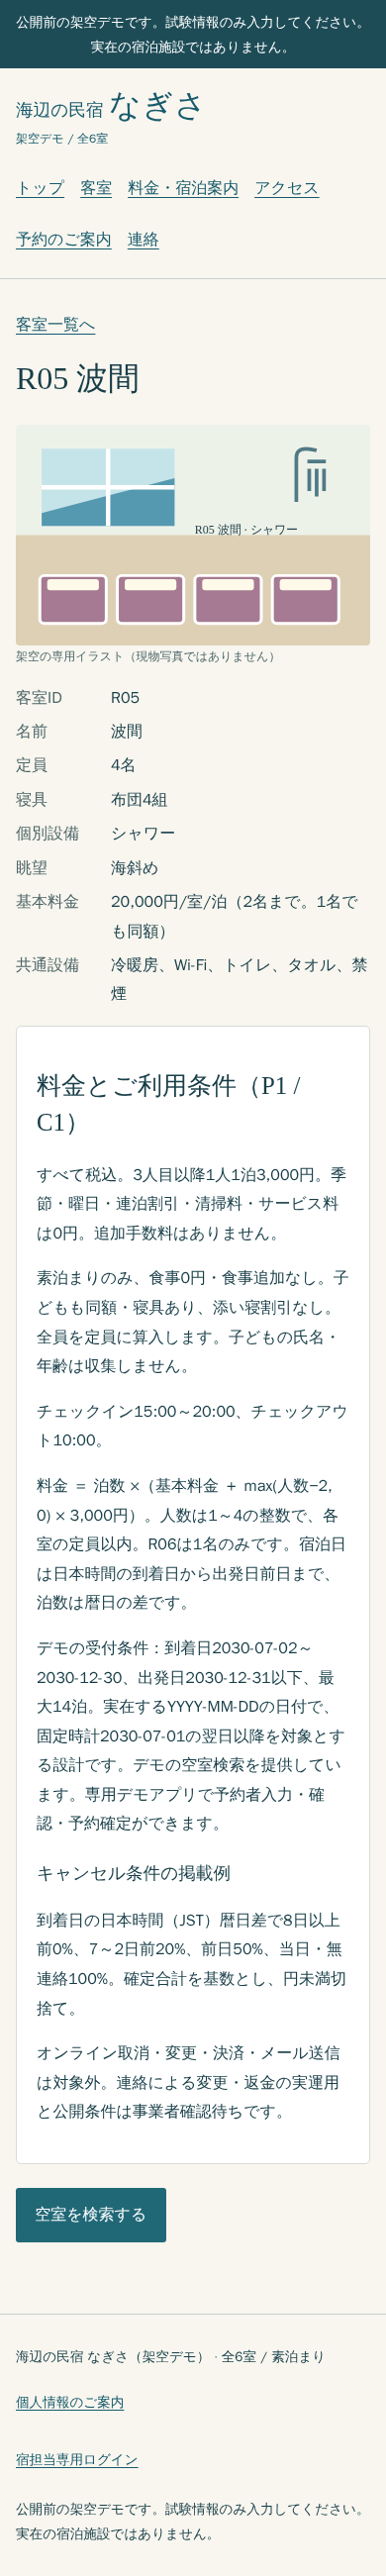 公開前の架空デモです。試験情報のみ入力してください。
実在の宿泊施設ではありません。
海辺の民宿 なぎさ
架空デモ / 全6室
トップ 客室 料金・宿泊案内 アクセス
予約のご案内 連絡
客室一覧へ
R05 波間
R05 波間 · シャワー
架空の専用イラスト（現物写真ではありません）
客室ID R05
名前 波間
定員 4名
寝具 布団4組
個別設備 シャワー
眺望 海斜め
基本料金 20,000円/室/泊（2名まで。1名で
も同額）
共通設備 冷暖房、Wi-Fi、トイレ、タオル、禁
煙
料金とご利用条件（P1 /
C1）
すべて税込。3人目以降1人1泊3,000円。季
節・曜日・連泊割引・清掃料・サービス料
は0円。追加手数料はありません。
素泊まりのみ、食事0円・食事追加なし。子
どもも同額・寝具あり、添い寝割引なし。
全員を定員に算入します。子どもの氏名・
年齢は収集しません。
チェックイン15:00～20:00、チェックアウ
ト10:00。
料金 ＝ 泊数 ×（基本料金 ＋ max(人数−2,
0) × 3,000円）。人数は1～4の整数で、各
室の定員以内。R06は1名のみです。宿泊日
は日本時間の到着日から出発日前日まで、
泊数は暦日の差です。
デモの受付条件：到着日2030-07-02～
2030-12-30、出発日2030-12-31以下、最
大14泊。実在するYYYY-MM-DDの日付で、
固定時計2030-07-01の翌日以降を対象とす
る設計です。デモの空室検索を提供してい
ます。専用デモアプリで予約者入力・確
認・予約確定ができます。
キャンセル条件の掲載例
到着日の日本時間（JST）暦日差で8日以上
前0%、7～2日前20%、前日50%、当日・無
連絡100%。確定合計を基数とし、円未満切
捨て。
オンライン取消・変更・決済・メール送信
は対象外。連絡による変更・返金の実運用
と公開条件は事業者確認待ちです。
空室を検索する
海辺の民宿 なぎさ（架空デモ） · 全6室 / 素泊まり
個人情報のご案内
宿担当専用ログイン
公開前の架空デモです。試験情報のみ入力してください。
実在の宿泊施設ではありません。